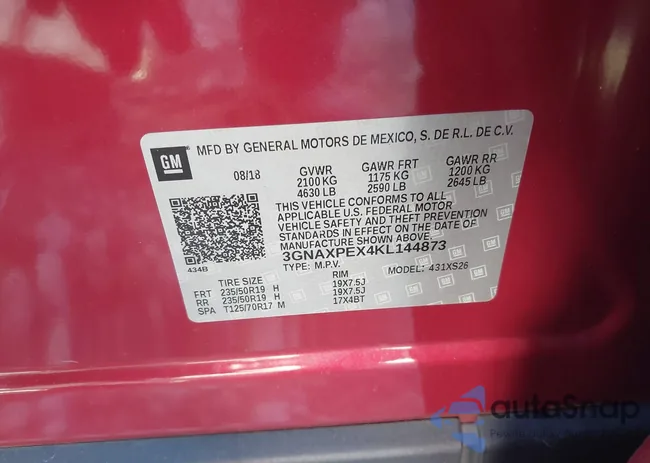 MFD BY GENERAL MOTORS DE MEXICO, S. DE R.L. DE C.V.
GM
08/18 GVWR GAWR FRT GAWR RR
2100 KG 1175 KG 1200 KG
4630 LB 2590 LB 2645 LB
THIS VEHICLE CONFORMS TO ALL
APPLICABLE U.S. FEDERAL MOTOR
VEHICLE SAFETY AND THEFT PREVENTION
STANDARDS IN EFFECT ON THE DATE OF
MANUFACTURE SHOWN ABOVE.
3GNAXPEX4KL144873
434B TYPE: M.P.V. MODEL: 431XS26
TIRE SIZE RIM
FRT 235/50R19 H 19X7.5J
RR 235/50R19 H 19X7.5J
SPA T125/70R17 M 17X4BT
autoSnap